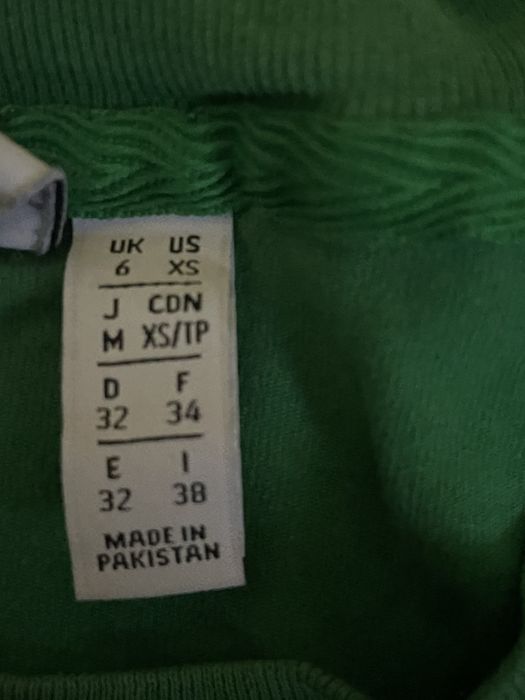 UK US
6 XS
J CDN
M XS/TP
D F
32 34
E I
32 38
MADE IN
PAKISTAN